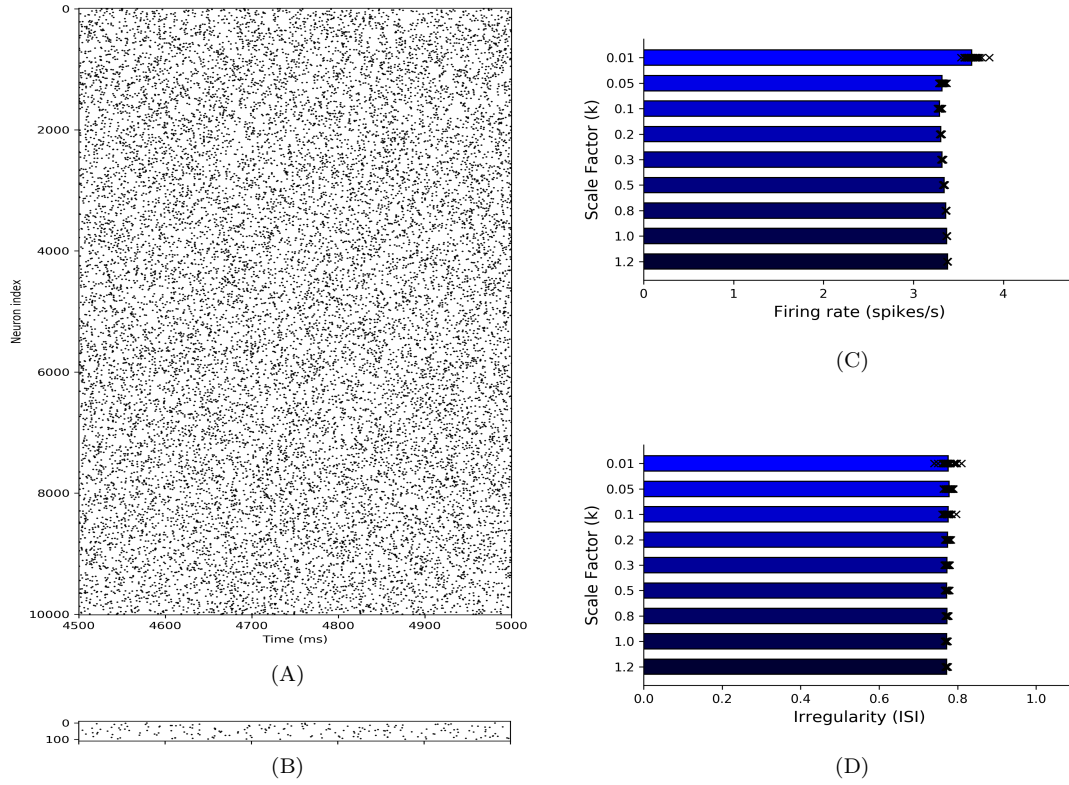 0
2000
4000
6000
8000
10000
Neuron index
4500 4600 4700 4800 4900 5000
Time (ms)
(A)
0
100
(B)
Scale Factor (k)
0.01
0.05
0.1
0.2
0.3
0.5
0.8
1.0
1.2
0 1 2 3 4
Firing rate (spikes/s)
(C)
Scale Factor (k)
0.01
0.05
0.1
0.2
0.3
0.5
0.8
1.0
1.2
0.0 0.2 0.4 0.6 0.8 1.0
Irregularity (ISI)
(D)